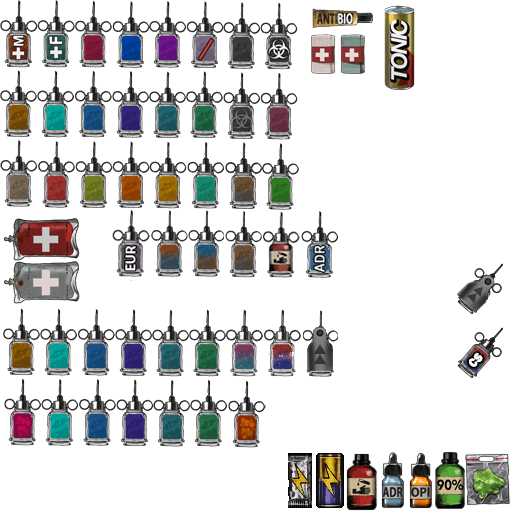 +M
+F
ANTIBIO
TONIC
EUR
ADR
ADR
OPI
90%